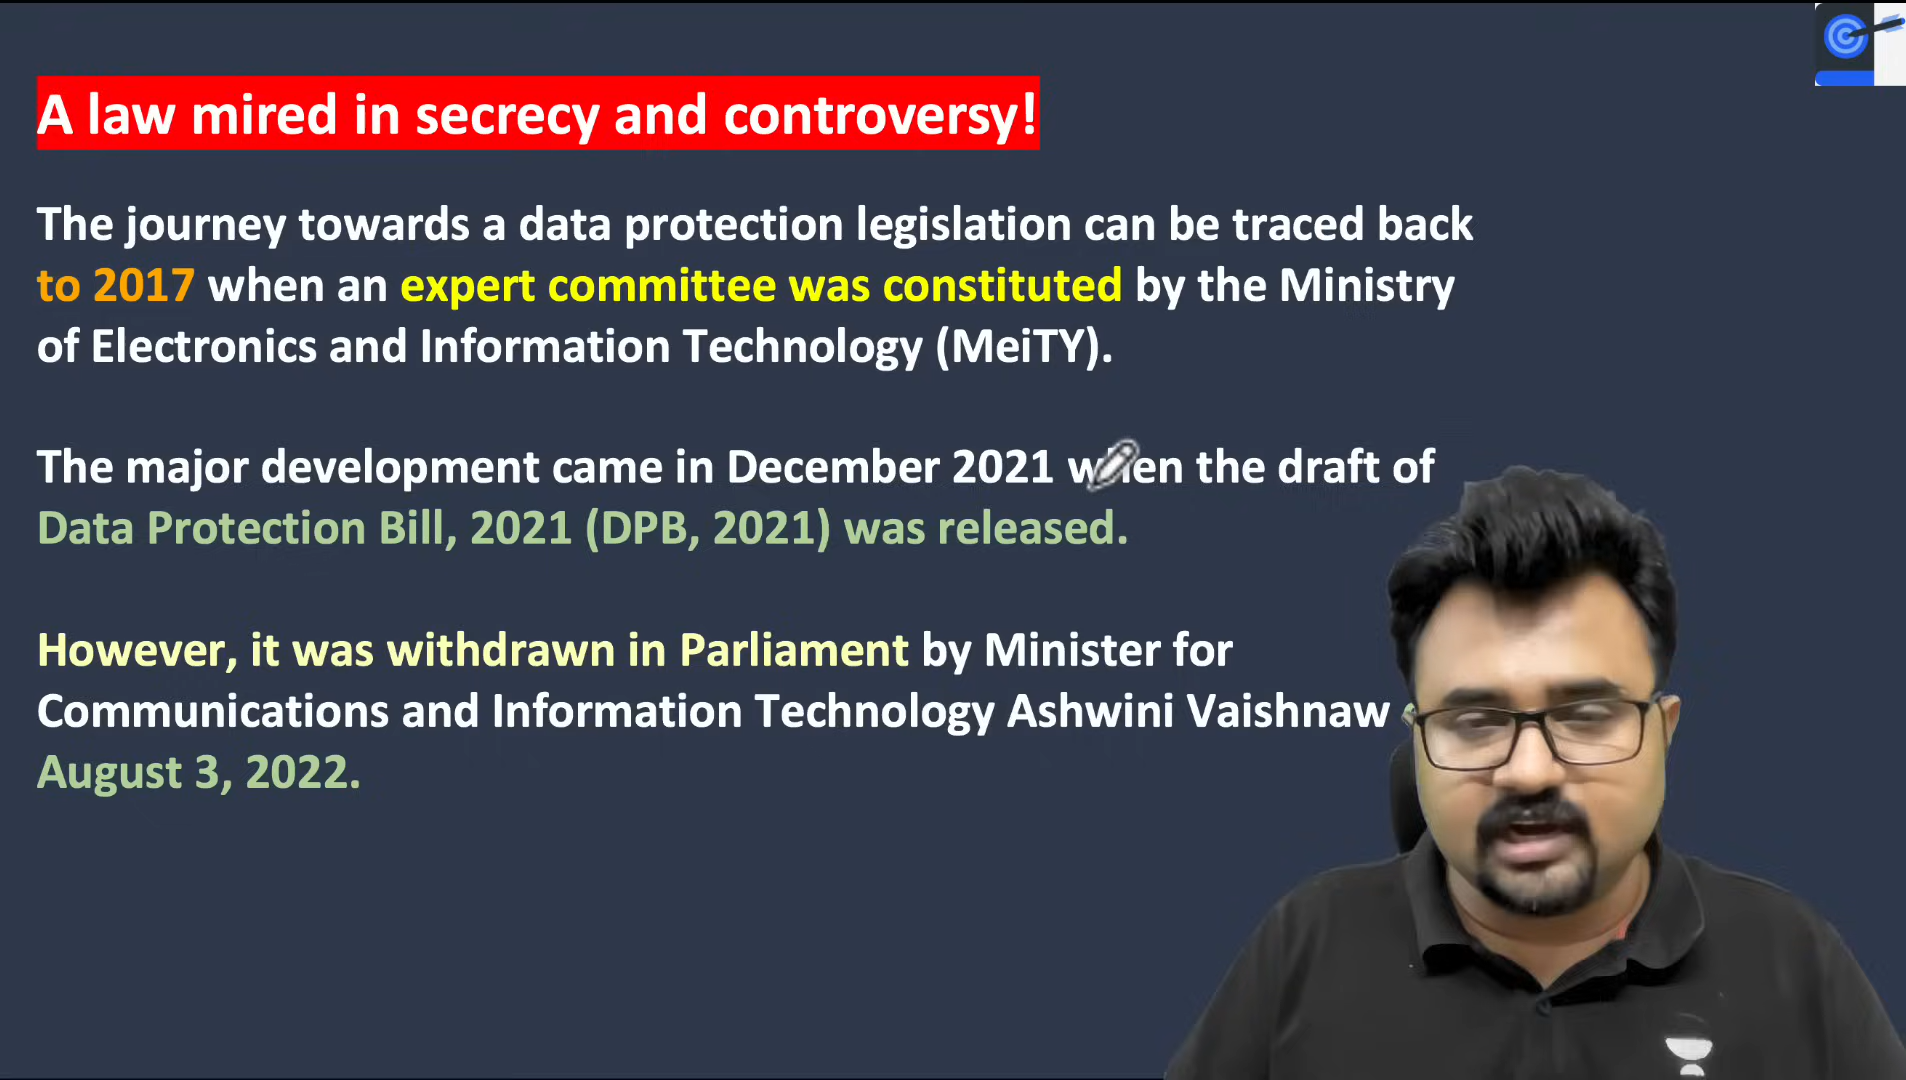 A law mired in secrecy and controversy!
The journey towards a data protection legislation can be traced back
to 2017 when an expert committee was constituted by the Ministry
of Electronics and Information Technology (MeiTY).
The major development came in December 2021 when the draft of
Data Protection Bill, 2021 (DPB, 2021) was released.
However, it was withdrawn in Parliament by Minister for
Communications and Information Technology Ashwini Vaishnaw
August 3, 2022.